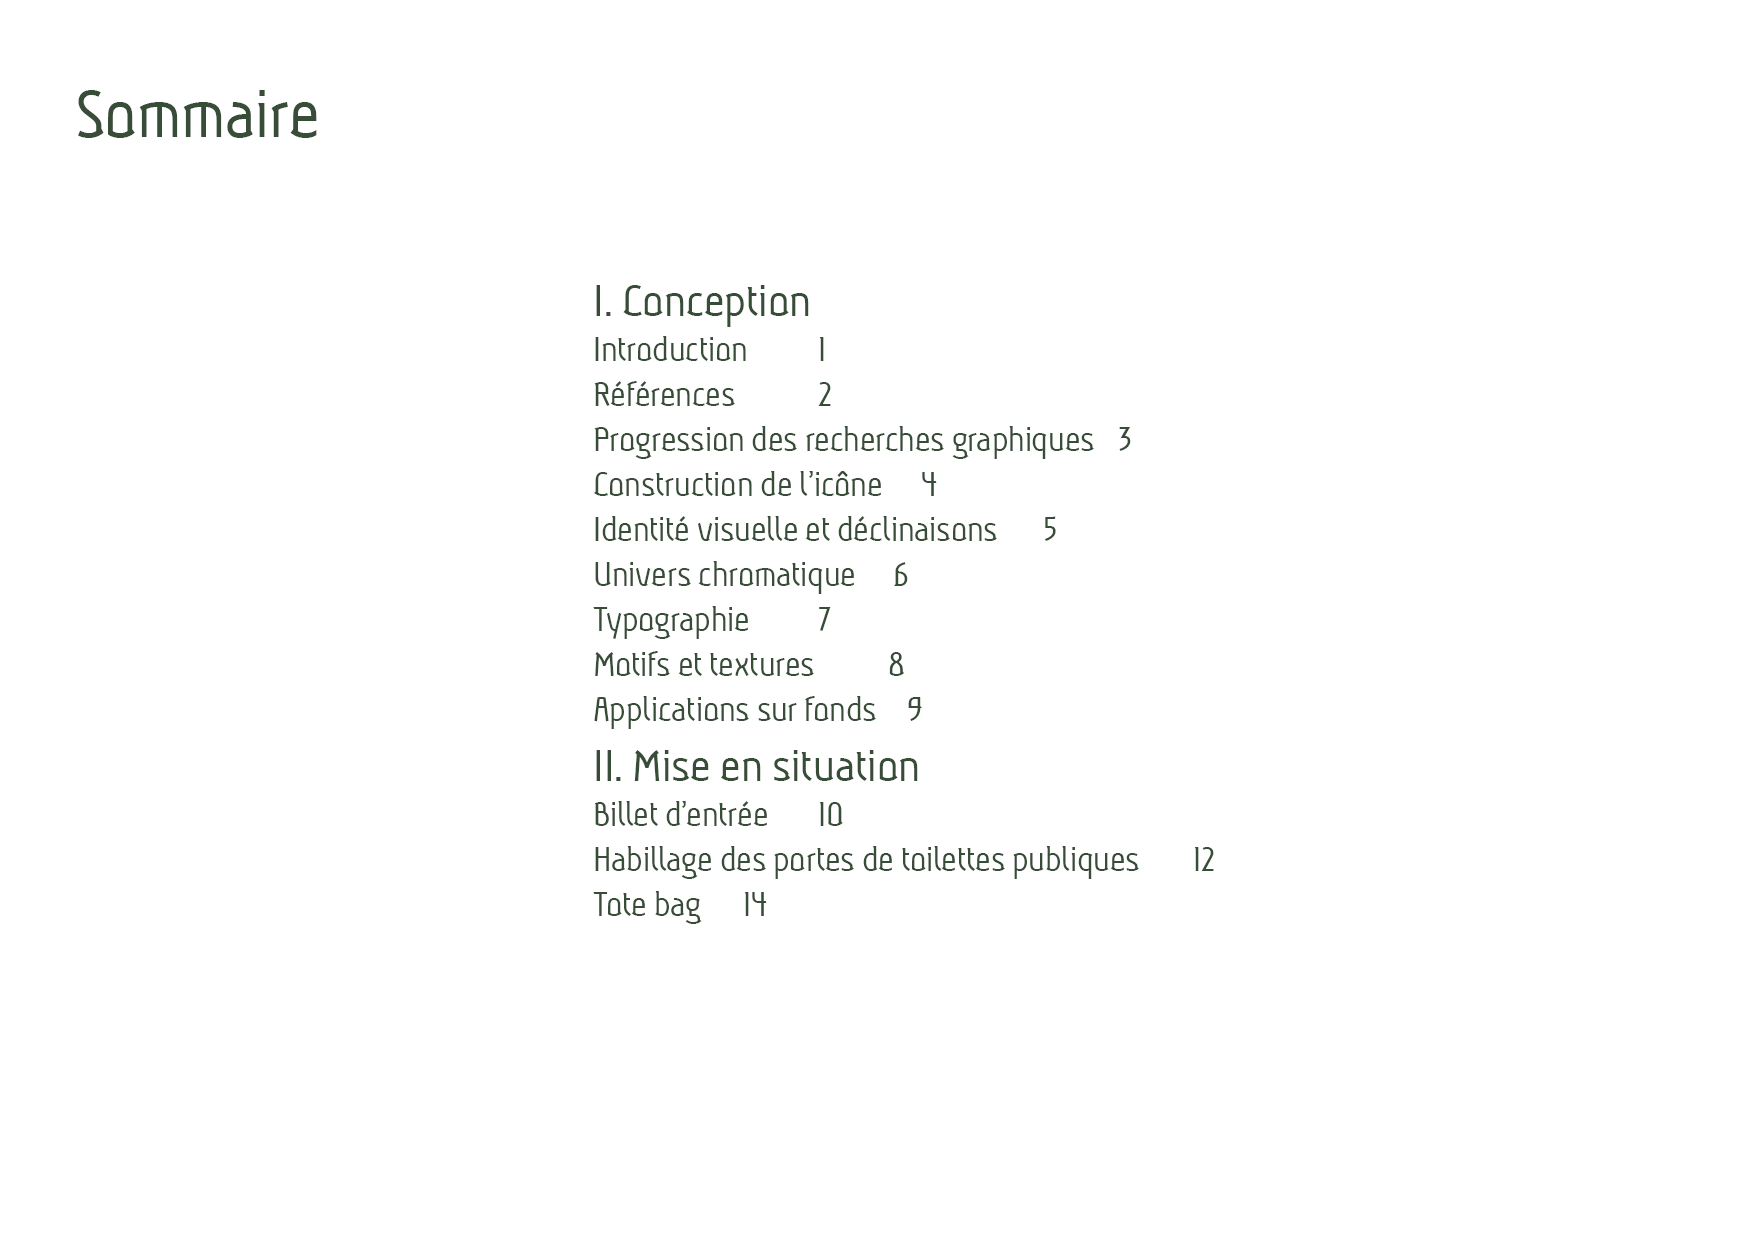 Sommaire
I. Conception
Introduction 1
Références 2
Progression des recherches graphiques 3
Construction de l’icône 4
Identité visuelle et déclinaisons 5
Univers chromatique 6
Typographie 7
Motifs et textures 8
Applications sur fonds 9
II. Mise en situation
Billet d’entrée 10
Habillage des portes de toilettes publiques 12
Tote bag 14